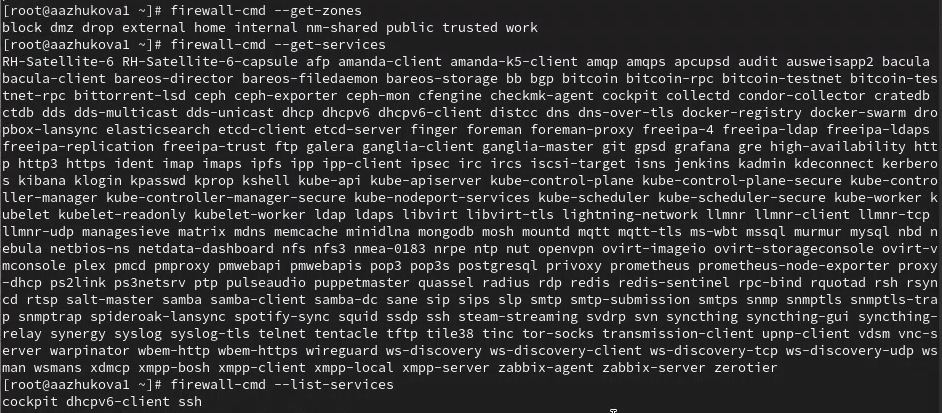 [root@aazhukova1 ~]# firewall-cmd --get-zones
block dmz drop external home internal nm-shared public trusted work
[root@aazhukova1 ~]# firewall-cmd --get-services
RH-Satellite-6 RH-Satellite-6-capsule afp amanda-client amanda-k5-client amqp amqps apcupsd audit ausweisapp2 bacula
bacula-client bareos-director bareos-filedaemon bareos-storage bb bgp bitcoin bitcoin-rpc bitcoin-testnet bitcoin-tes
tnet-rpc bittorrent-lsd ceph ceph-exporter ceph-mon cfengine checkmk-agent cockpit collectd condor-collector cratedb
ctdb dds dds-multicast dds-unicast dhcp dhcpv6 dhcpv6-client distcc dns dns-over-tls docker-registry docker-swarm dro
pbox-lansync elasticsearch etcd-client etcd-server finger foreman foreman-proxy freeipa-4 freeipa-ldap freeipa-ldaps
freeipa-replication freeipa-trust ftp galera ganglia-client ganglia-master git gpsd grafana gre high-availability htt
p http3 https ident imap imaps ipfs ipp ipp-client ipsec irc ircs iscsi-target isns jenkins kadmin kdeconnect kerbero
s kibana klogin kpasswd kprop kshell kube-api kube-apiserver kube-control-plane kube-control-plane-secure kube-contro
ller-manager kube-controller-manager-secure kube-nodeport-services kube-scheduler kube-scheduler-secure kube-worker k
ubelet kubelet-readonly kubelet-worker ldap ldaps libvirt libvirt-tls lightning-network llmnr llmnr-client llmnr-tcp
llmnr-udp managesieve matrix mdns memcache minidlna mongodb mosh mountd mqtt mqtt-tls ms-wbt mssql murmur mysql nbd n
ebula netbios-ns netdata-dashboard nfs nfs3 nmea-0183 nrpe ntp nut openvpn ovirt-imageio ovirt-storageconsole ovirt-v
mconsole plex pmcd pmproxy pmwebapi pmwebapis pop3 pop3s postgresql privoxy prometheus prometheus-node-exporter proxy
-dhcp ps2link ps3netsrv ptp pulseaudio puppetmaster quassel radius rdp redis redis-sentinel rpc-bind rquotad rsh rsyn
cd rtsp salt-master samba samba-client samba-dc sane sip sips slp smtp smtp-submission smtps snmp snmptls snmptls-tra
p snmptrap spideroak-lansync spotify-sync squid ssdp ssh steam-streaming svdrp svn syncthing syncthing-gui syncthing-
relay synergy syslog syslog-tls telnet tentacle tftp tile38 tinc tor-socks transmission-client upnp-client vdsm vnc-s
erver warpinator wbem-http wbem-https wireguard ws-discovery ws-discovery-client ws-discovery-tcp ws-discovery-udp ws
man wsmans xdmcp xmpp-bosh xmpp-client xmpp-local xmpp-server zabbix-agent zabbix-server zerotier
[root@aazhukova1 ~]# firewall-cmd --list-services
cockpit dhcpv6-client ssh